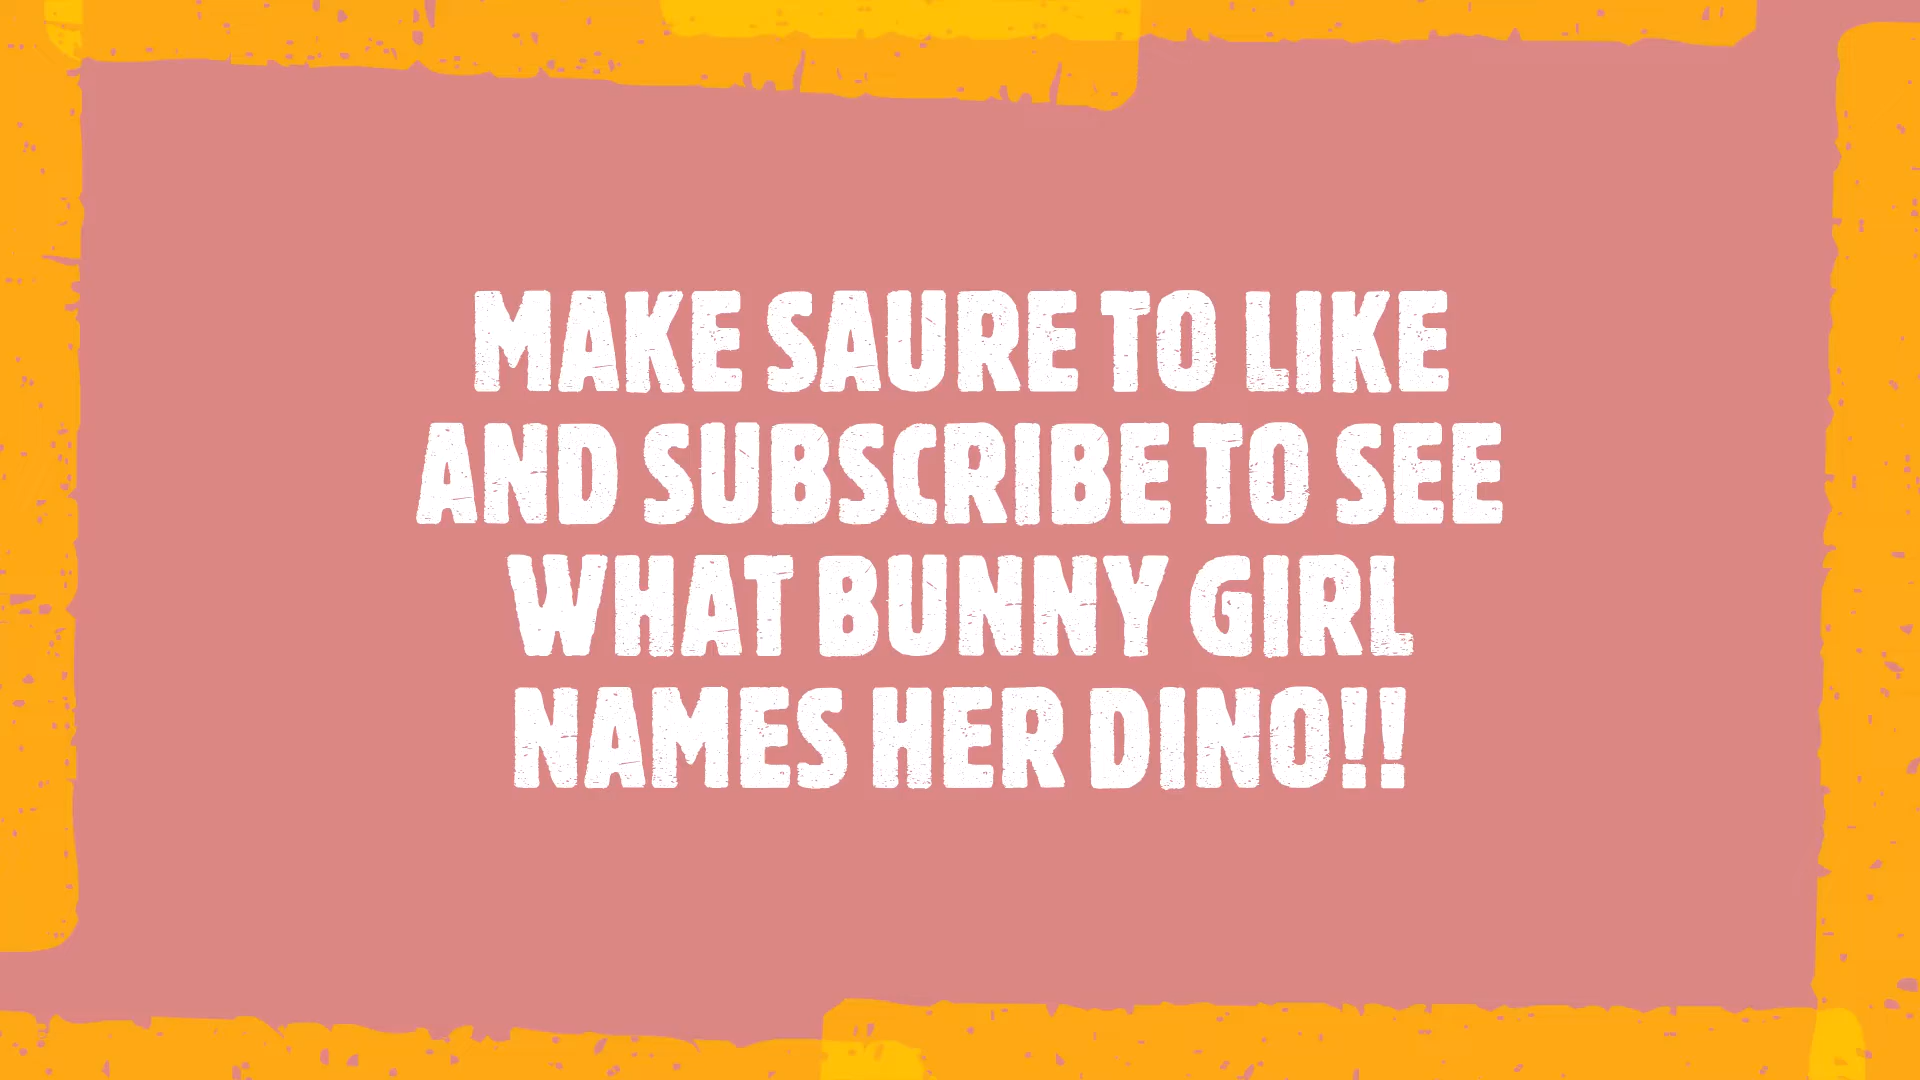 MAKE SAURE TO LIKE
AND SUBSCRIBE TO SEE
WHAT BUNNY GIRL
NAMES HER DINO!!